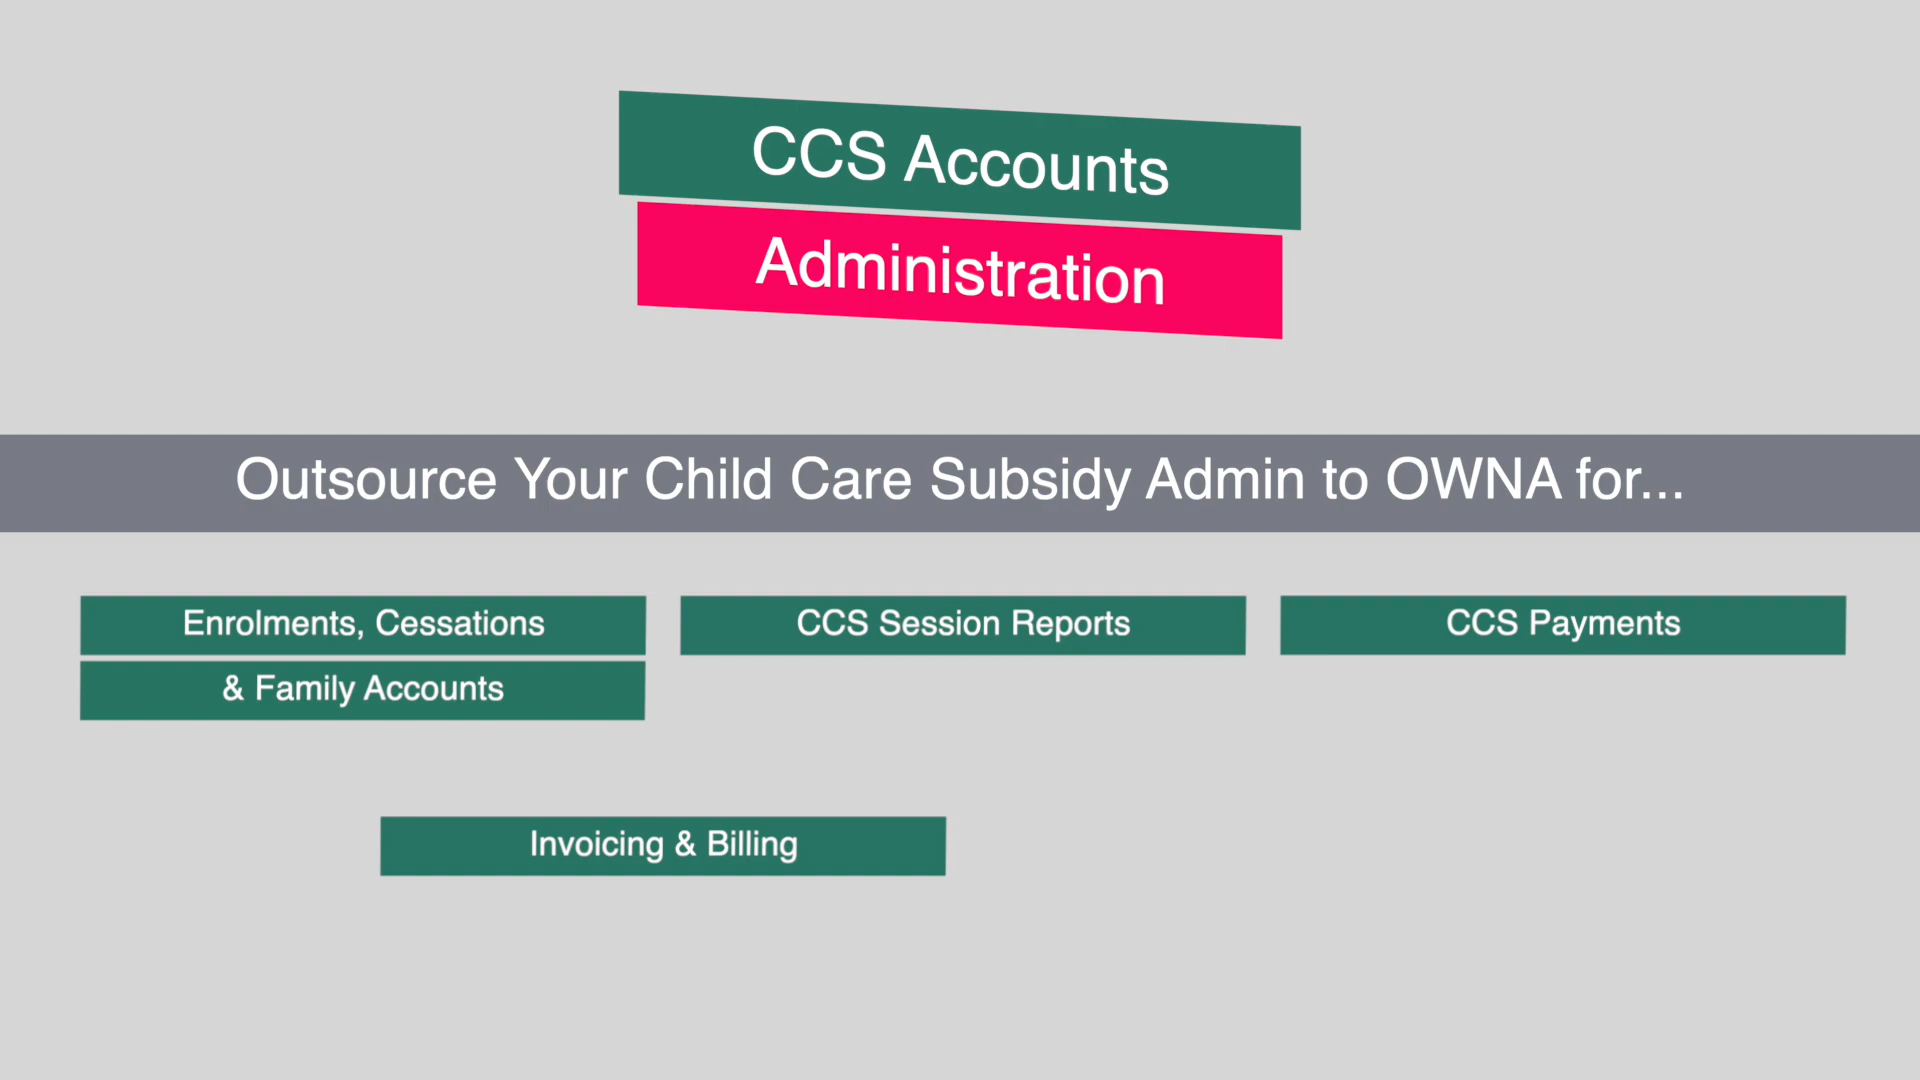 CCS Accounts
Administration
Outsource Your Child Care Subsidy Admin to OWNA for...
Enrolments, Cessations
& Family Accounts
CCS Session Reports
CCS Payments
Invoicing & Billing